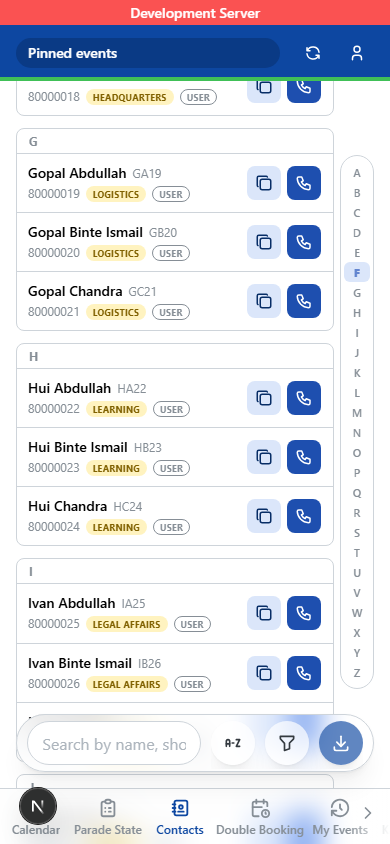 Development Server
Pinned events
80000018 HEADQUARTERS USER
G
Gopal Abdullah GA19
80000019 LOGISTICS USER
Gopal Binte Ismail GB20
80000020 LOGISTICS USER
Gopal Chandra GC21
80000021 LOGISTICS USER
H
Hui Abdullah HA22
80000022 LEARNING USER
Hui Binte Ismail HB23
80000023 LEARNING USER
Hui Chandra HC24
80000024 LEARNING USER
I
Ivan Abdullah IA25
80000025 LEGAL AFFAIRS USER
Ivan Binte Ismail IB26
80000026 LEGAL AFFAIRS USER
A
B
C
D
E
F
G
H
I
J
K
L
M
N
O
P
Q
R
S
T
U
V
W
X
Y
Z
Search by name, sho
A-Z
N
Calendar Parade State Contacts Double Booking My Events